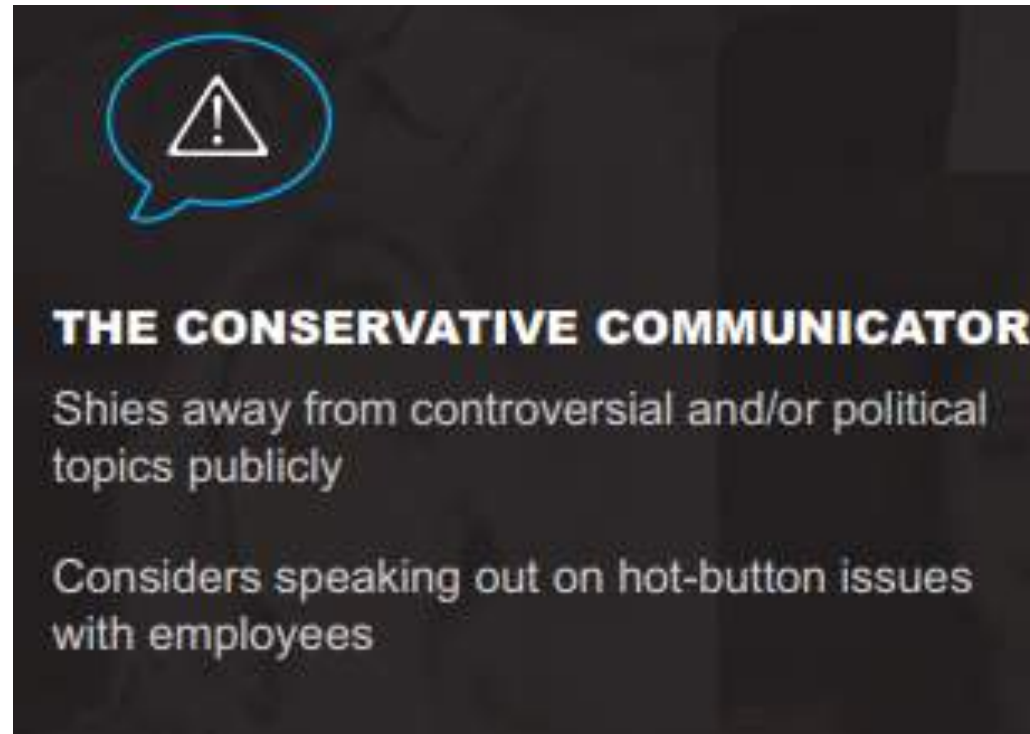 THE CONSERVATIVE COMMUNICATOR
Shies away from controversial and/or political
topics publicly
Considers speaking out on hot-button issues
with employees